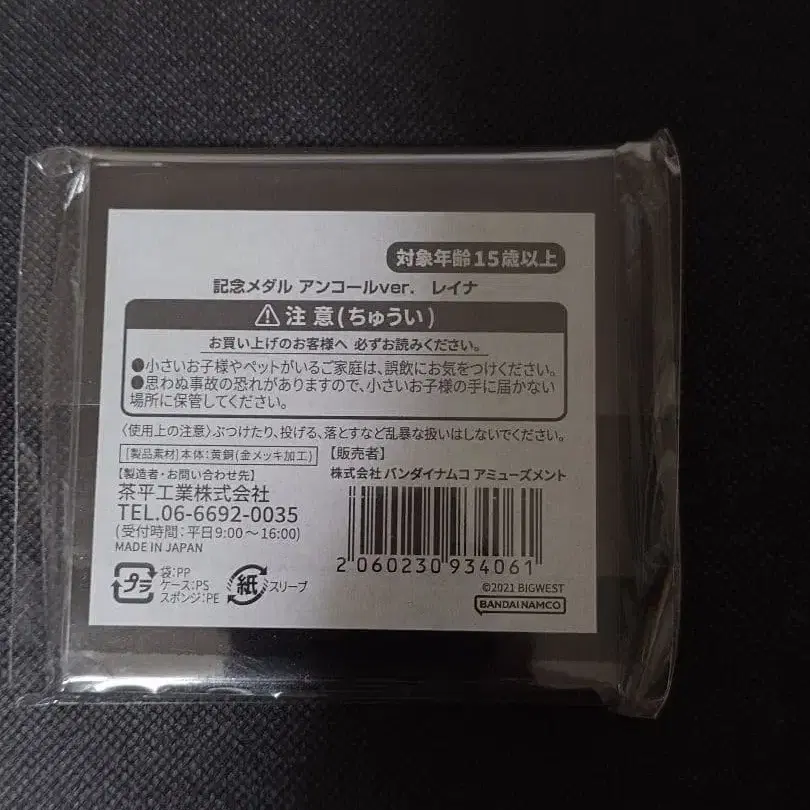 対象年齢15歳以上
記念メダル アンコールver. レイナ
⚠注意(ちゅうい)
お買い上げのお客様へ 必ずお読みください。
●小さいお子様やペットがいるご家庭は、誤飲にお気をつけください。
●思わぬ事故の恐れがありますので、小さいお子様の手に届かない
場所に保管してください。
〈使用上の注意〉ぶつけたり、投げる、落とすなど乱暴な扱いはしないでください。
[製品素材]本体:黄銅(金メッキ加工)
【製造者・お問い合わせ先】
茶平工業株式会社
TEL.06-6692-0035
(受付時間:平日9:00～16:00)
MADE IN JAPAN
プラ
袋:PP
ケース:PS
スポンジ:PE
紙
スリーブ
【販売者】
株式会社 バンダイナムコ アミューズメント
2 060230 934061
©2021 BIGWEST
BANDAI NAMCO